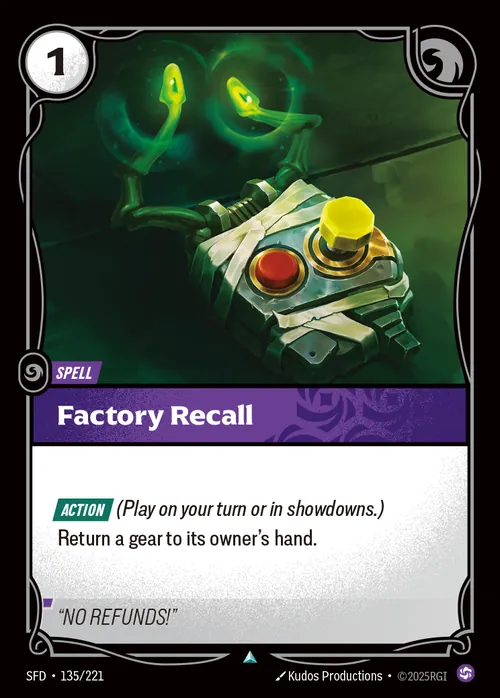 1
SPELL
Factory Recall
ACTION (Play on your turn or in showdowns.)
Return a gear to its owner's hand.
"NO REFUNDS!"
SFD • 135/221
Kudos Productions • ©2025RGI